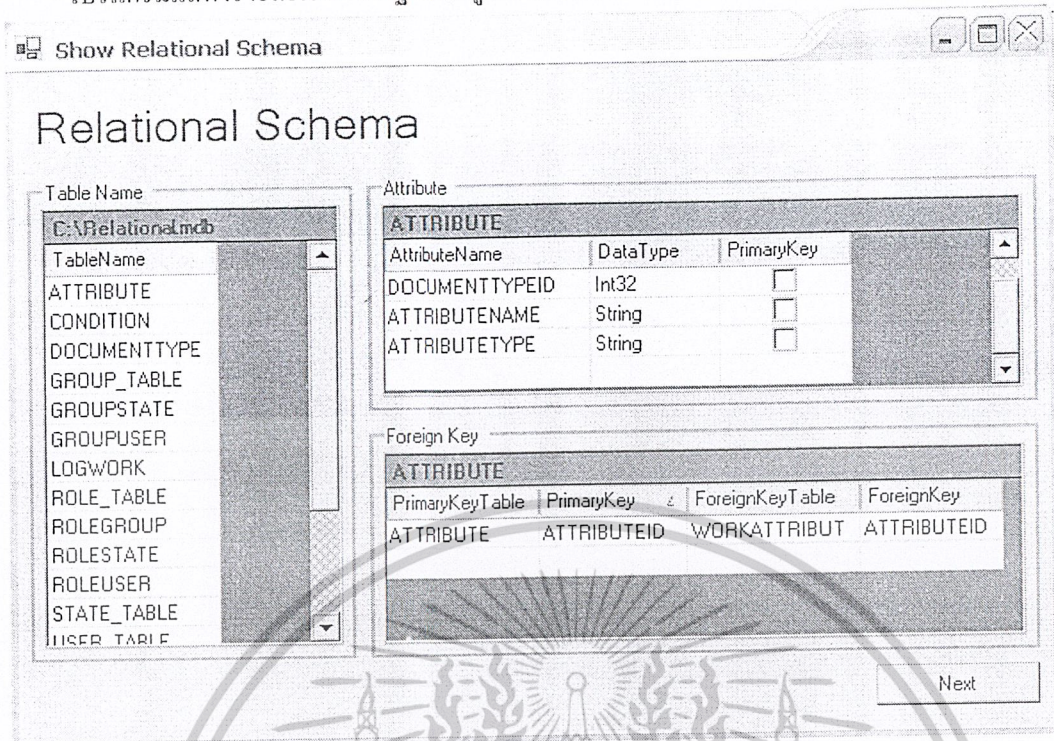 Show Relational Schema
Relational Schema
Table Name
C:\Relational.mdb
TableName
ATTRIBUTE
CONDITION
DOCUMENTTYPE
GROUP_TABLE
GROUPSTATE
GROUPUSER
LOGWORK
ROLE_TABLE
ROLEGROUP
ROLESTATE
ROLEUSER
STATE_TABLE
USER_TABLE
Attribute
ATTRIBUTE
AttributeName DataType PrimaryKey
DOCUMENTTYPEID Int32
ATTRIBUTENAME String
ATTRIBUTETYPE String
Foreign Key
ATTRIBUTE
PrimaryKeyTable PrimaryKey ForeignKeyTable ForeignKey
ATTRIBUTE ATTRIBUTEID WORKATTRIBUT ATTRIBUTEID
Next